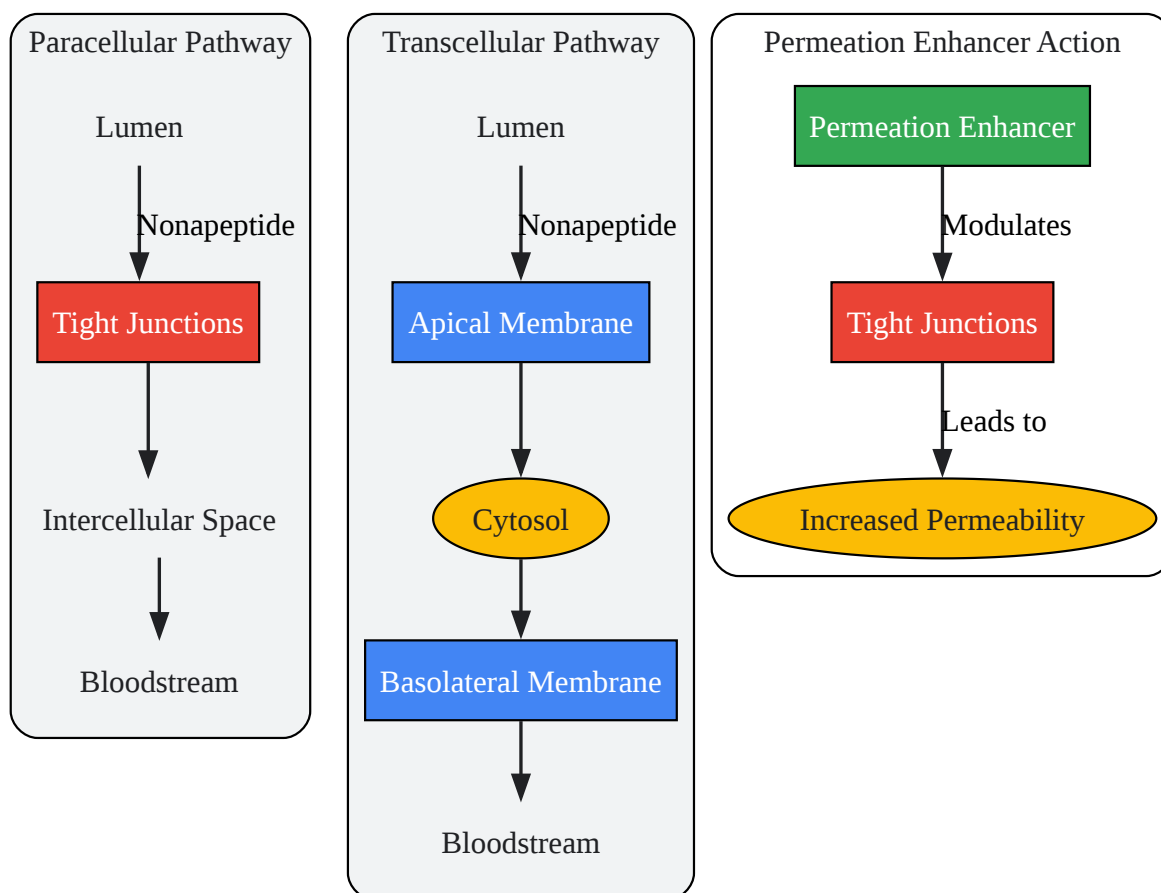 Paracellular Pathway
Lumen
Nonapeptide
Tight Junctions
Intercellular Space
Bloodstream
Transcellular Pathway
Lumen
Nonapeptide
Apical Membrane
Cytosol
Basolateral Membrane
Bloodstream
Permeation Enhancer Action
Permeation Enhancer
Modulates
Tight Junctions
Leads to
Increased Permeability